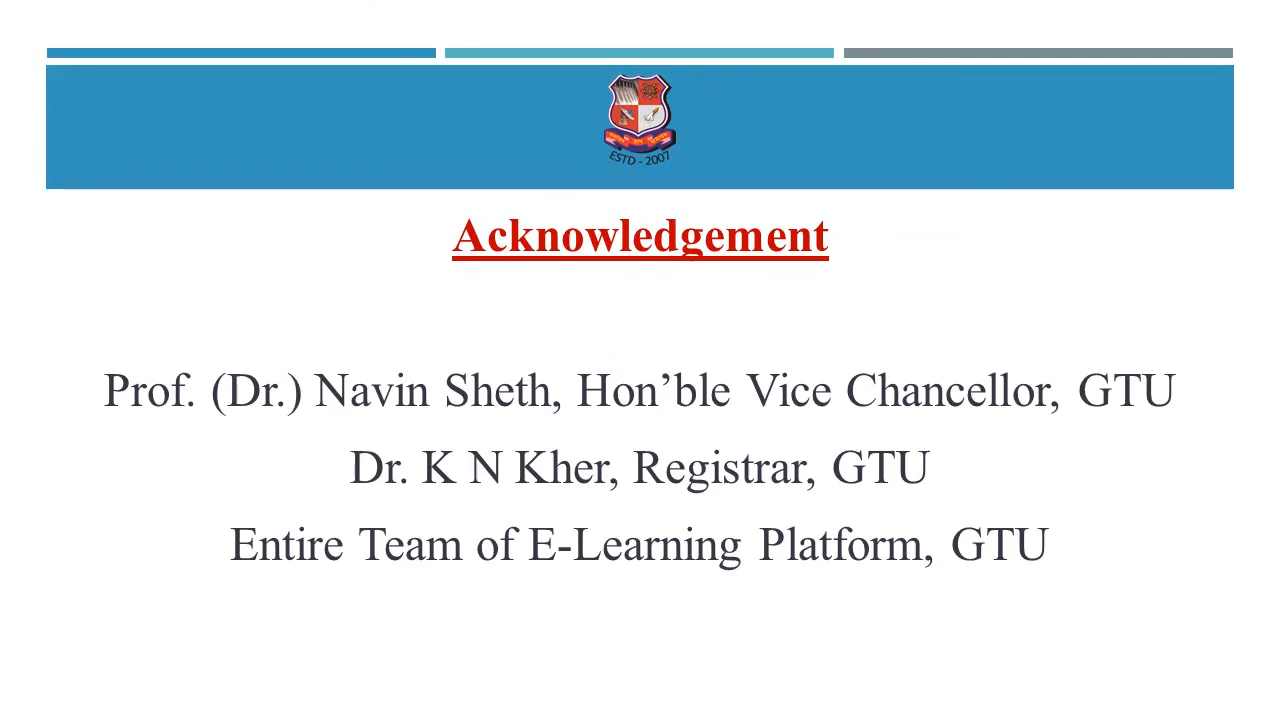 ESTD - 2007
Acknowledgement
Prof. (Dr.) Navin Sheth, Hon’ble Vice Chancellor, GTU
Dr. K N Kher, Registrar, GTU
Entire Team of E-Learning Platform, GTU